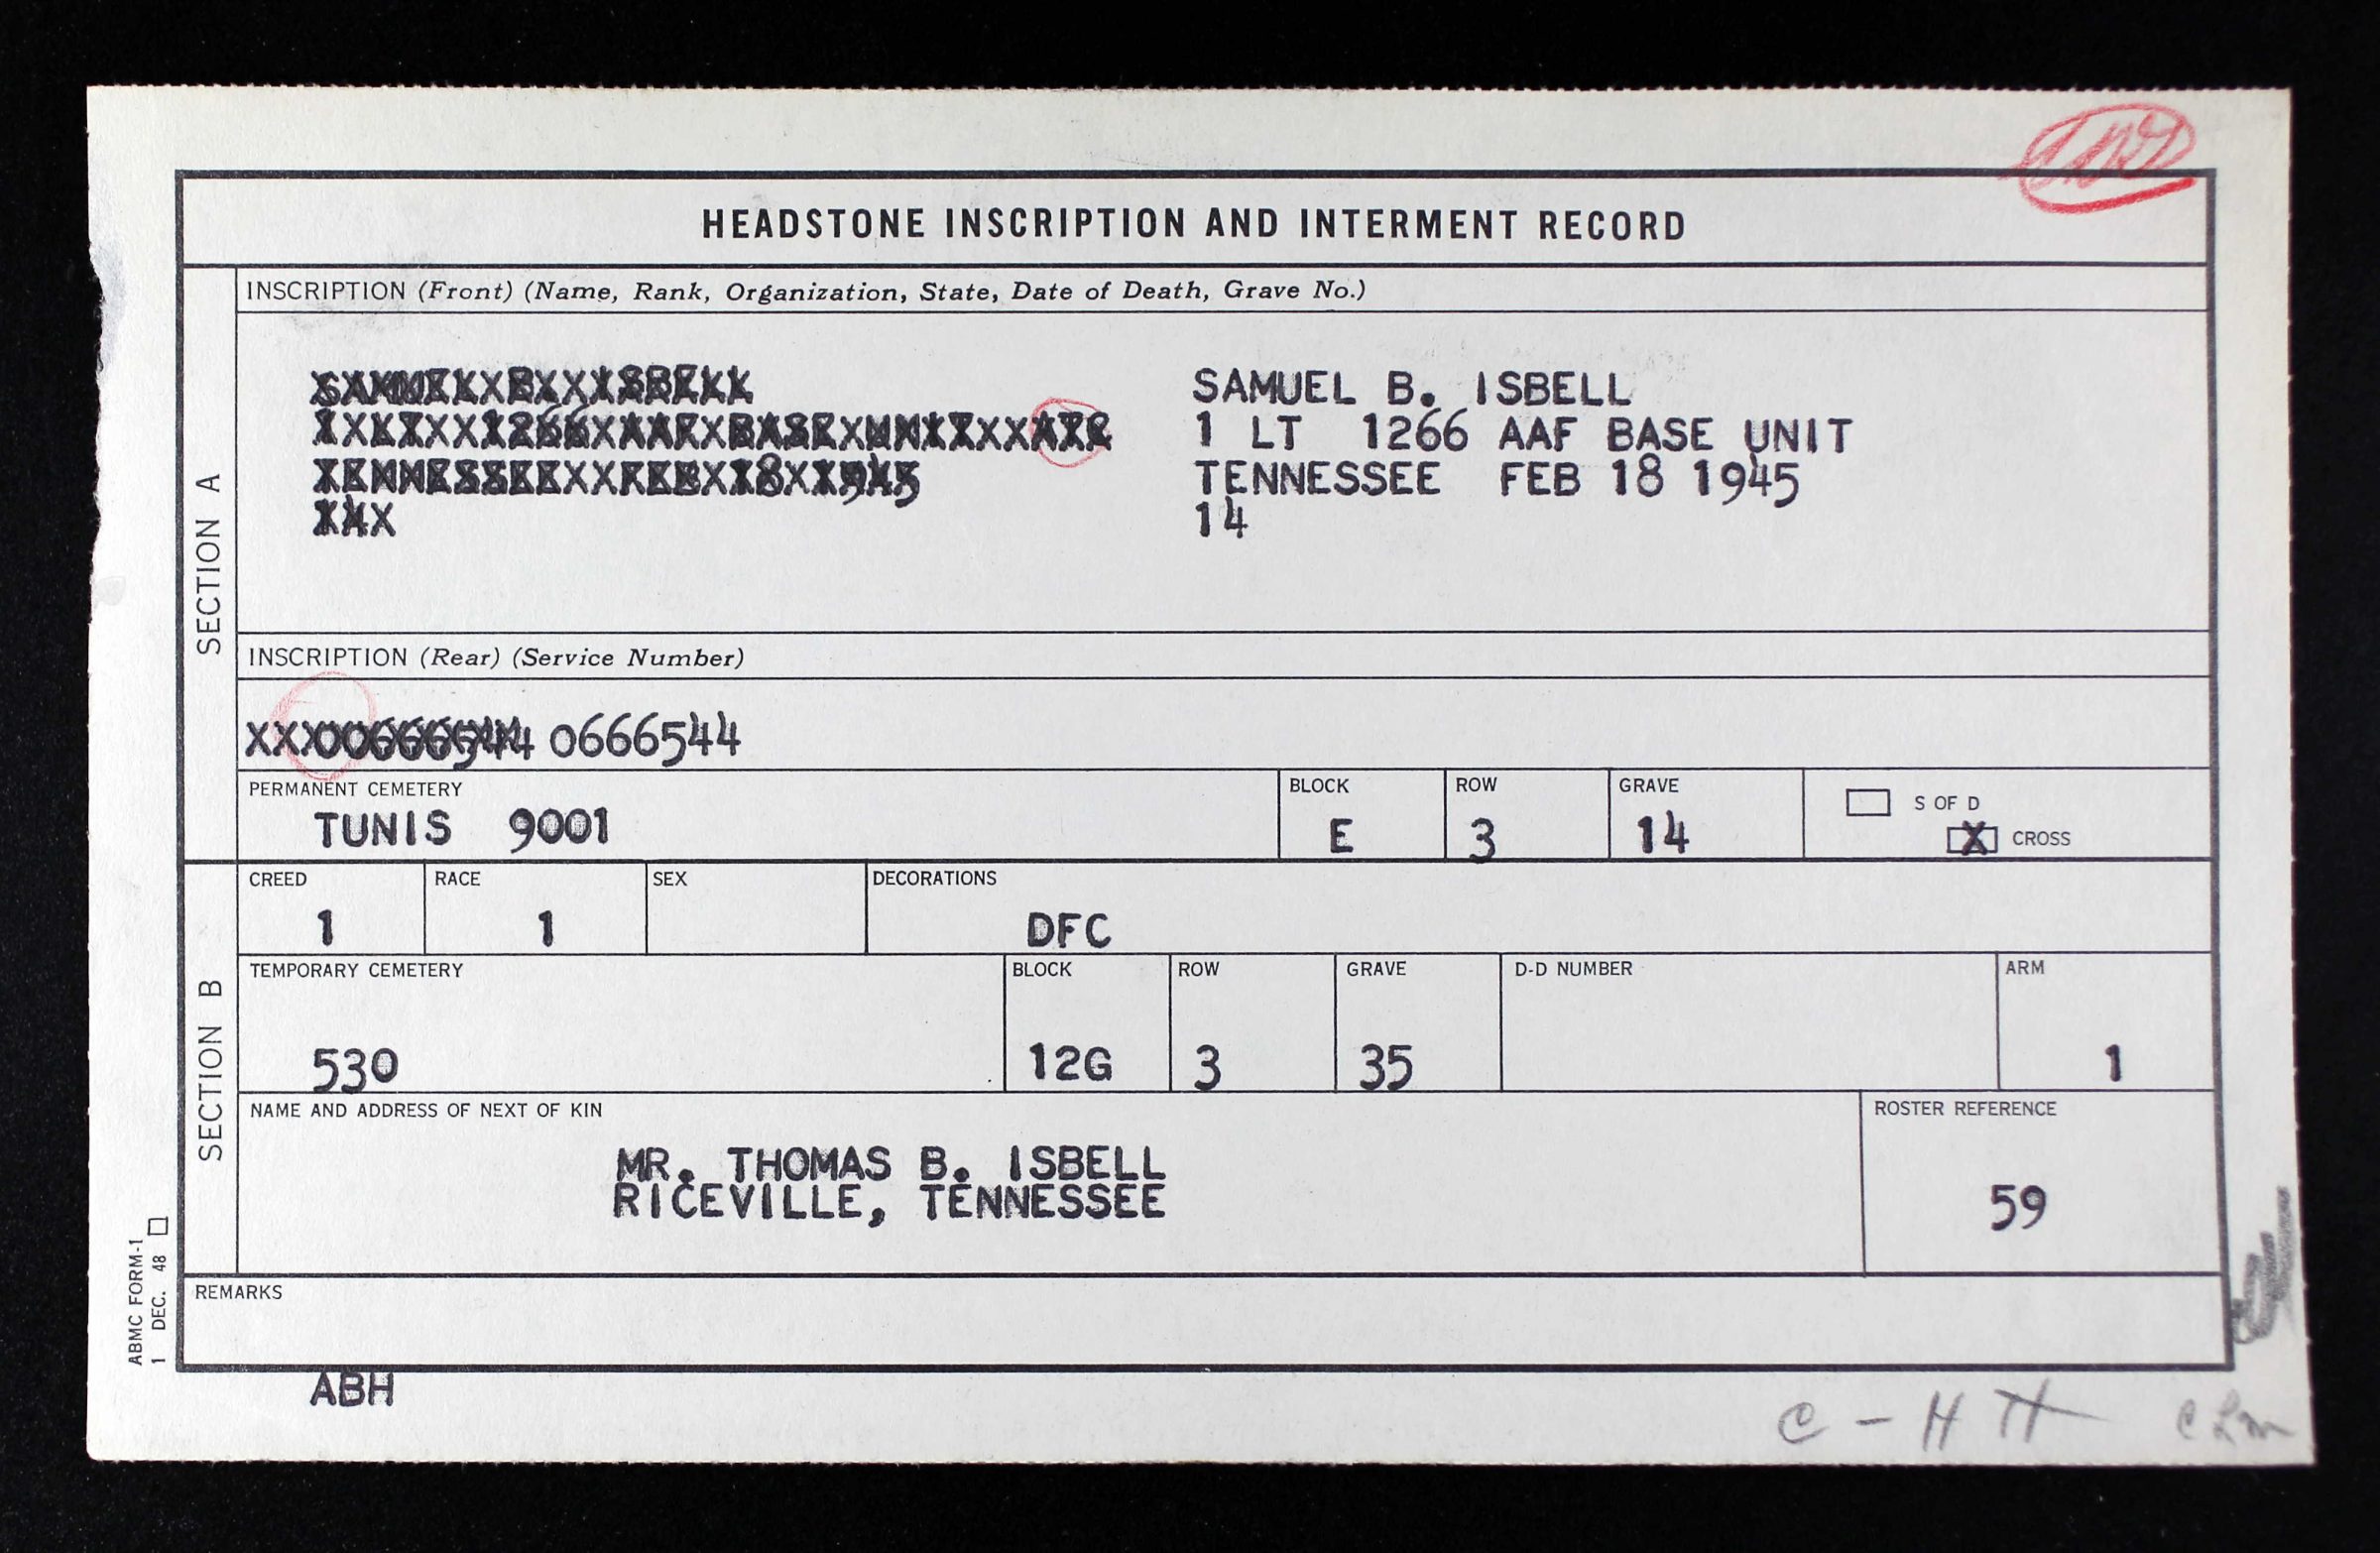 HEADSTONE INSCRIPTION AND INTERMENT RECORD
SECTION A
INSCRIPTION (Front) (Name, Rank, Organization, State, Date of Death, Grave No.)
SAMUEL B. ISBELL
1 LT 1266 AAF BASE UNIT
TENNESSEE FEB 18 1945
14
INSCRIPTION (Rear) (Service Number)
0666544
PERMANENT CEMETERY
TUNIS 9001
BLOCK
E
ROW
3
GRAVE
14
S OF D
X CROSS
SECTION B
CREED
1
RACE
1
SEX
DECORATIONS
DFC
TEMPORARY CEMETERY
530
BLOCK
12G
ROW
3
GRAVE
35
D-D NUMBER
ARM
1
NAME AND ADDRESS OF NEXT OF KIN
MR. THOMAS B. ISBELL
RICEVILLE, TENNESSEE
ROSTER REFERENCE
59
REMARKS
ABMC FORM-1
1 DEC. 48
ABH
C - H